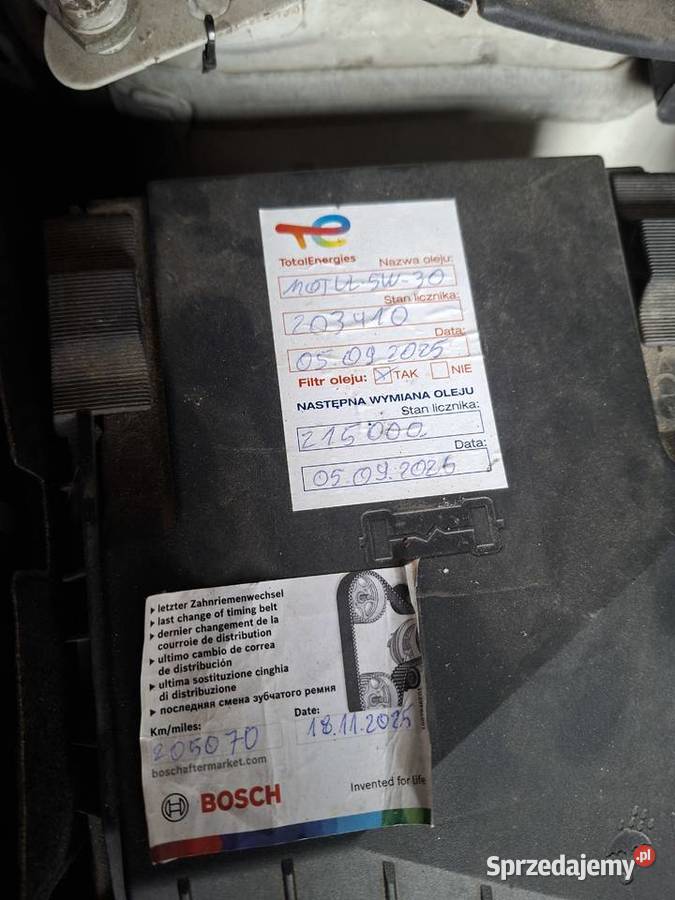 TotalEnergies
Nazwa oleju:
MOTUL 5W-30
Stan licznika:
203410
Data:
05.09.2025
Filtr oleju: TAK NIE
NASTĘPNA WYMIANA OLEJU
Stan licznika:
215000
Data:
05.09.2026
▸ letzter Zahnriemenwechsel
▸ last change of timing belt
▸ dernier changement de la
courroie de distribution
▸ ultimo cambio de correa
de distribución
▸ ultima sostituzione cinghia
di distribuzione
▸ последняя смена зубчатого ремня
Km/miles:
205070
Date:
18.11.2025
boschaftermarket.com
BOSCH
Invented for life
Sprzedajemy.pl